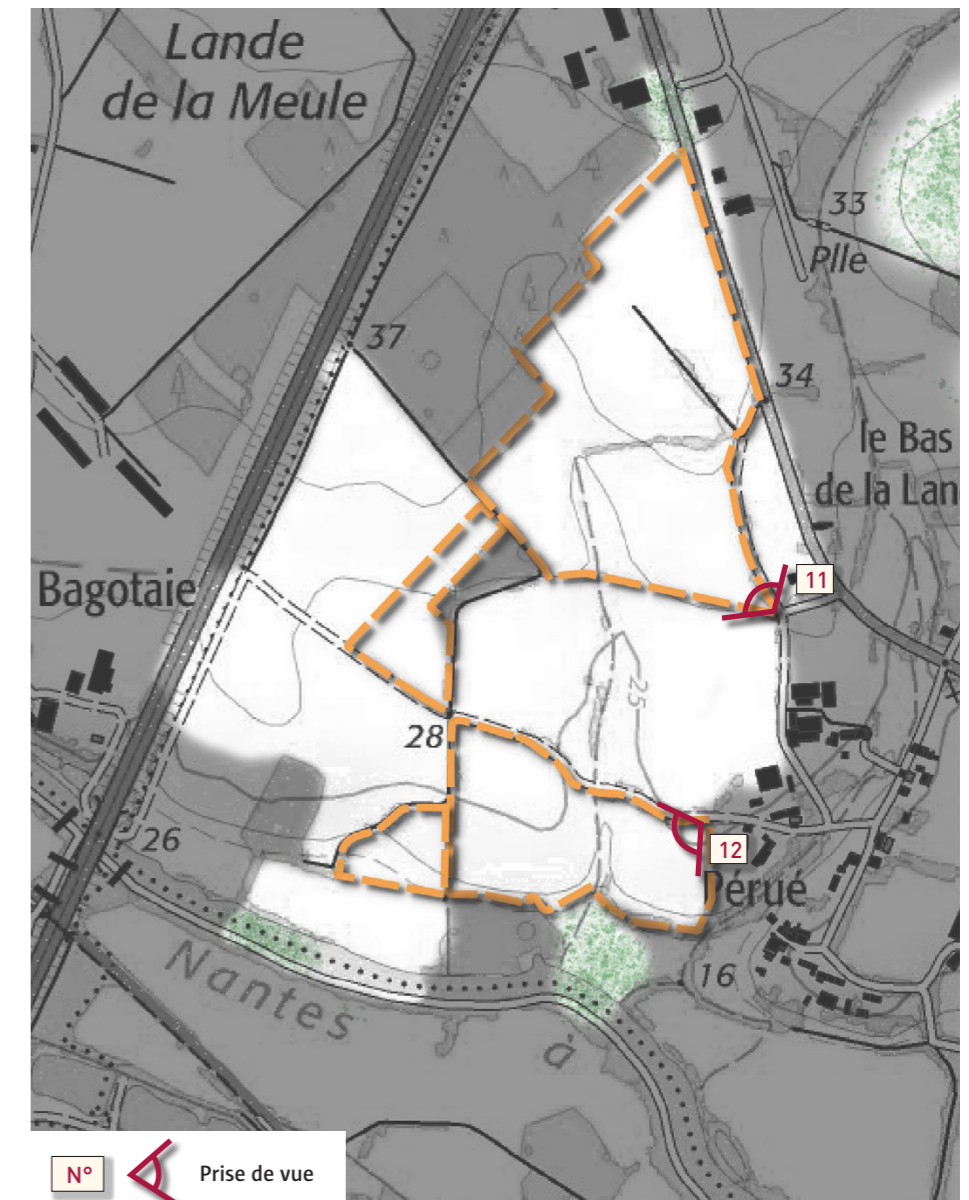 Lande
de la Meule
33
Plle
37
34
le Bas
de la Lan
11
Bagotaie
25
28
12
26
Pérué
16
Nantes
à
N°
Prise de vue